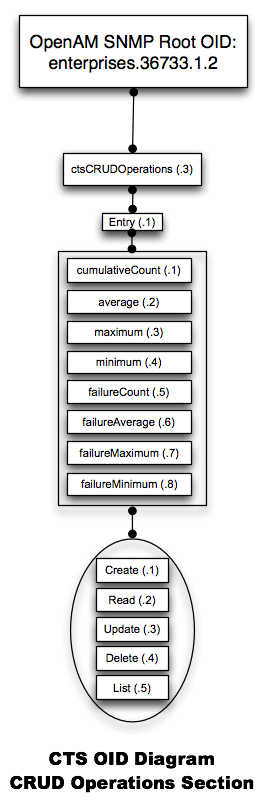 OpenAM SNMP Root OID:
enterprises.36733.1.2
ctsCRUDOperations (.3)
Entry (.1)
cumulativeCount (.1)
average (.2)
maximum (.3)
minimum (.4)
failureCount (.5)
failureAverage (.6)
failureMaximum (.7)
failureMinimum (.8)
Create (.1)
Read (.2)
Update (.3)
Delete (.4)
List (.5)
CTS OID Diagram
CRUD Operations Section